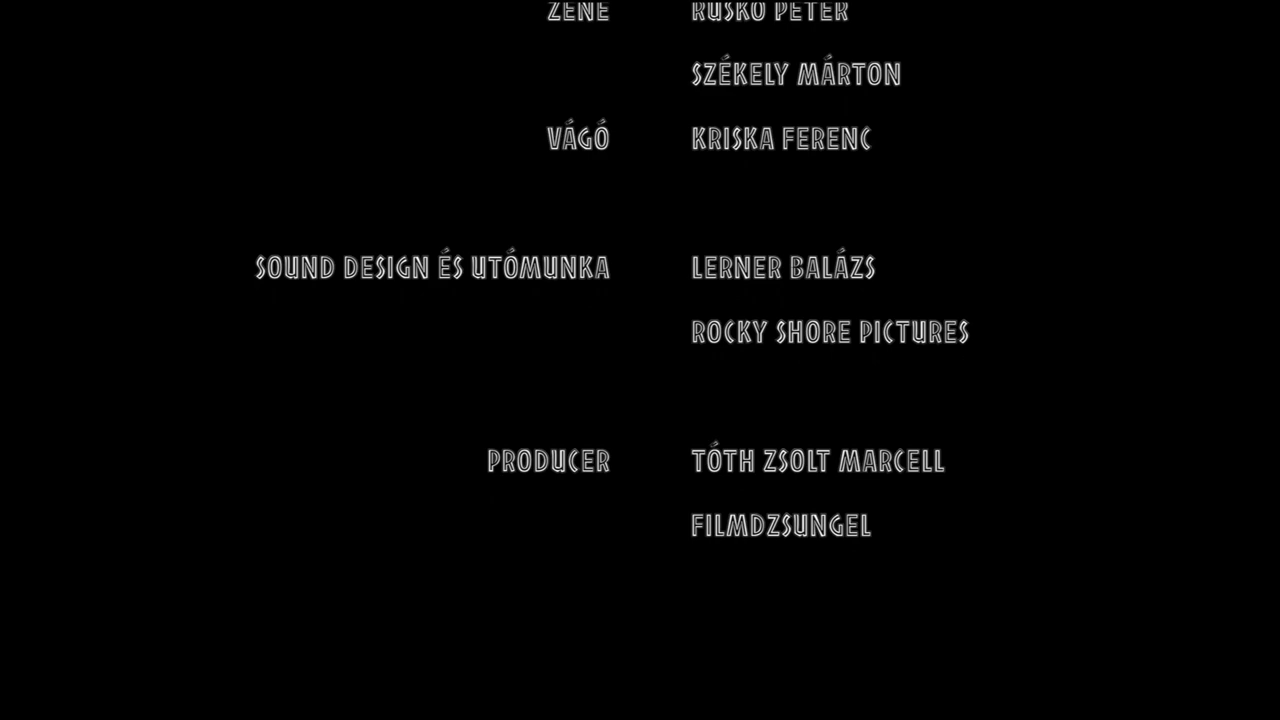 ZENE RUSKÓ PÉTER
SZÉKELY MÁRTON
VÁGÓ KRISKA FERENC
SOUND DESIGN ÉS UTÓMUNKA LERNER BALÁZS
ROCKY SHORE PICTURES
PRODUCER TÓTH ZSOLT MARCELL
FILMDZSUNGEL